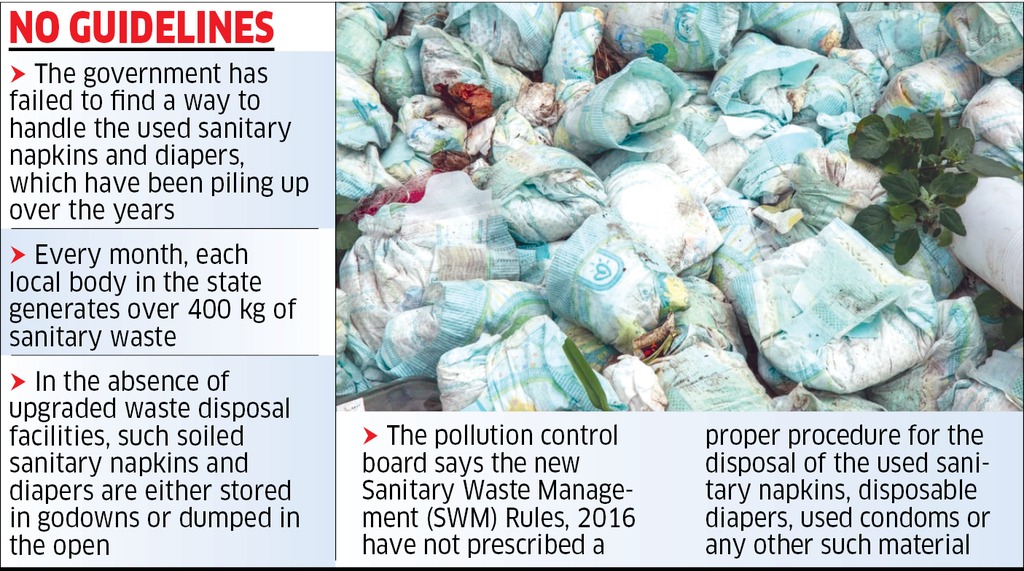 NO GUIDELINES
➤ The government has
failed to find a way to
handle the used sanitary
napkins and diapers,
which have been piling up
over the years
➤ Every month, each
local body in the state
generates over 400 kg of
sanitary waste
➤ In the absence of
upgraded waste disposal
facilities, such soiled
sanitary napkins and
diapers are either stored
in godowns or dumped in
the open
➤ The pollution control
board says the new
Sanitary Waste Manage-
ment (SWM) Rules, 2016
have not prescribed a
proper procedure for the
disposal of the used sani-
tary napkins, disposable
diapers, used condoms or
any other such material